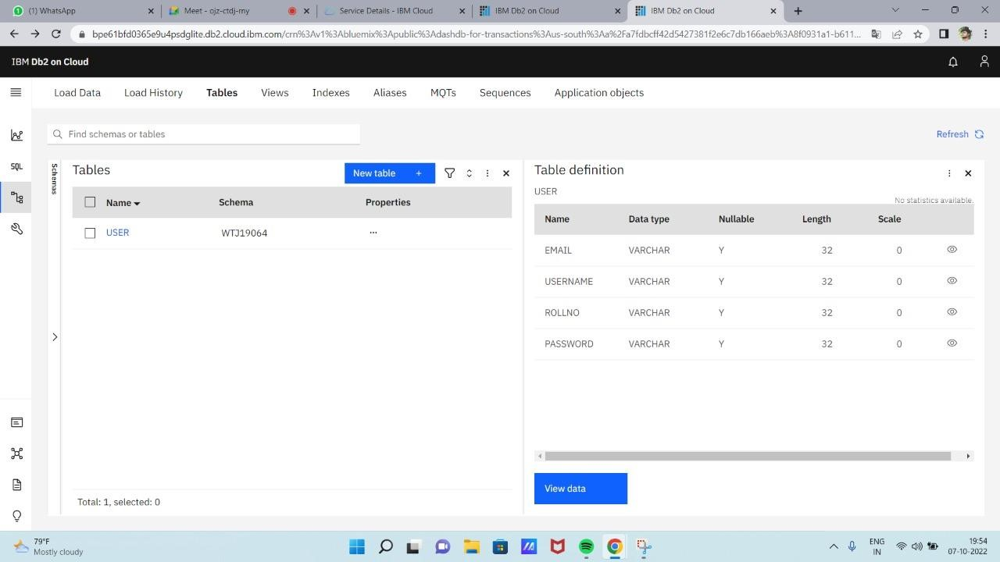 (1) WhatsApp
Meet - ojz-ctdj-rny
Service Details - IBM Cloud
IBM Db2 on Cloud
IBM Db2 on Cloud
bpe61bfd0365e9u4psdglite.db2.cloud.ibm.com/crn%3Av1%3Abluemix%3Apublic%3Adashdb-for-transactions%3Aus-south%3Aa%2Fa7fdbcff42d5427381f2e6c7db166aeb%3A8f0931a1-b611...
IBM Db2 on Cloud
Load Data Load History Tables Views Indexes Aliases MQTs Sequences Application objects
Find schemas or tables
Refresh
SQL
Schemas
Tables
New table +
Name Schema Properties
USER WTJ19064 ...
Total: 1, selected: 0
Table definition
USER
No statistics available.
Name Data type Nullable Length Scale
EMAIL VARCHAR Y 32 0
USERNAME VARCHAR Y 32 0
ROLLNO VARCHAR Y 32 0
PASSWORD VARCHAR Y 32 0
View data
79°F
Mostly cloudy
ENG
IN
19:54
07-10-2022